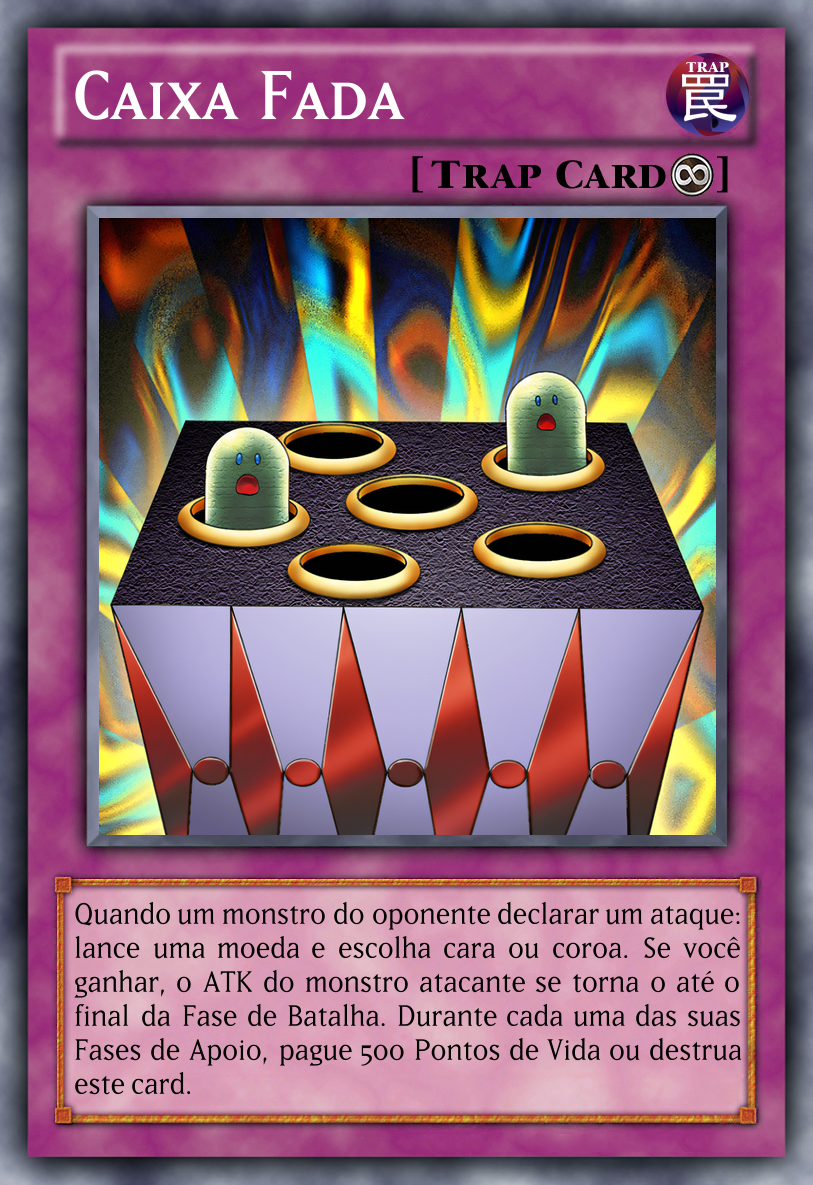 Caixa Fada
TRAP
罠
[Trap Card∞]
Quando um monstro do oponente declarar um ataque:
lance uma moeda e escolha cara ou coroa. Se você
ganhar, o ATK do monstro atacante se torna 0 até o
final da Fase de Batalha. Durante cada uma das suas
Fases de Apoio, pague 500 Pontos de Vida ou destrua
este card.